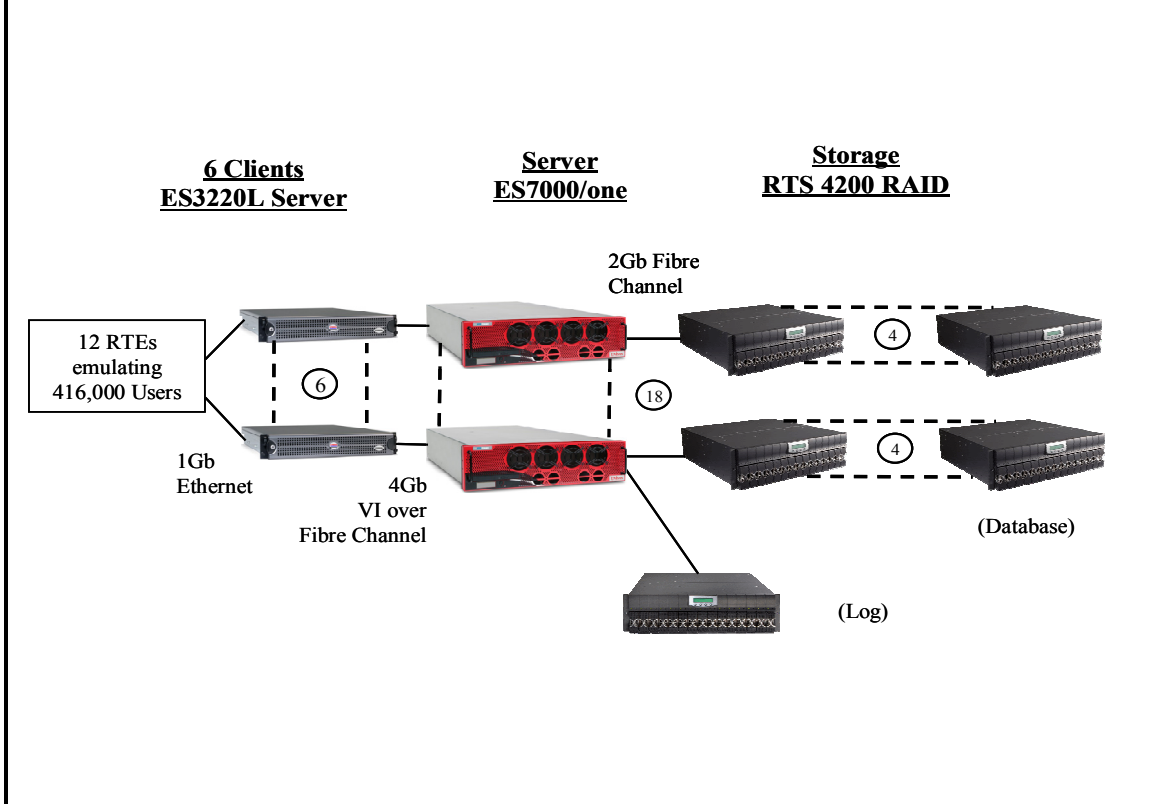 6 Clients
ES3220L Server
Server
ES7000/one
Storage
RTS 4200 RAID
2Gb Fibre
Channel
12 RTEs
emulating
416,000 Users
6
18
4
4
1Gb
Ethernet
4Gb
VI over
Fibre Channel
(Database)
(Log)